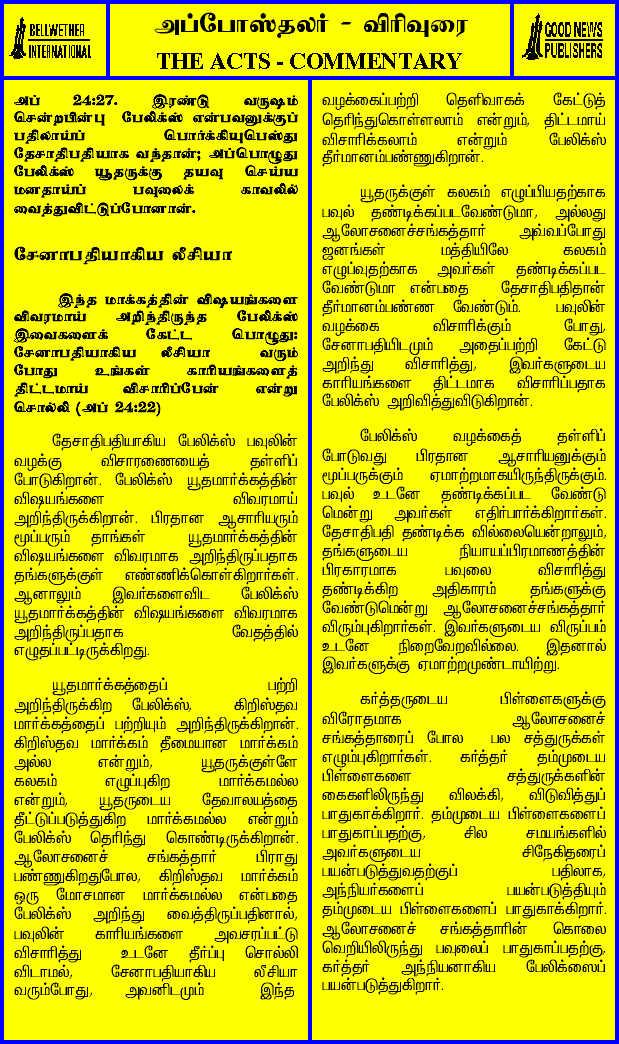 BELLWETHER
INTERNATIONAL
அப்போஸ்தலர் - விரிவுரை
THE ACTS - COMMENTARY
GOOD NEWS
PUBLISHERS
அப் 24:27. இரண்டு வருஷம்
சென்றபின்பு பேலிக்ஸ் என்பவனுக்குப்
பதிலாய்ப் பொர்க்கியுபெஸ்து
தேசாதிபதியாக வந்தான்; அப்பொழுது
பேலிக்ஸ் யூதருக்கு தயவு செய்ய
மனதாய்ப் பவுலைக் காவலில்
வைத்துவிட்டுப்போனான்.
சேனாபதியாகிய லீசியா
இந்த மாக்கத்தின் விஷயங்களை
விவரமாய் அறிந்திருந்த பேலிக்ஸ்
இவைகளைக் கேட்ட பொழுது:
சேனாபதியாகிய லீசியா வரும்
போது உங்கள் காரியங்களைத்
திட்டமாய் விசாரிப்பேன் என்று
சொல்லி (அப் 24:22)
தேசாதிபதியாகிய பேலிக்ஸ் பவுலின்
வழக்கு விசாரணையைத் தள்ளிப்
போடுகிறான். பேலிக்ஸ் யூதமார்க்கத்தின்
விஷயங்களை விவரமாய்
அறிந்திருக்கிறான். பிரதான ஆசாரியரும்
மூப்பரும் தாங்கள் யூதமார்க்கத்தின்
விஷயங்களை விவரமாக அறிந்திருப்பதாக
தங்களுக்குள் எண்ணிக்கொள்கிறார்கள்.
ஆனாலும் இவர்களைவிட பேலிக்ஸ்
யூதமார்க்கத்தின் விஷயங்களை விவரமாக
அறிந்திருப்பதாக வேதத்தில்
எழுதப்பட்டிருக்கிறது.
யூதமார்க்கத்தைப் பற்றி
அறிந்திருக்கிற பேலிக்ஸ், கிறிஸ்தவ
மார்க்கத்தைப் பற்றியும் அறிந்திருக்கிறான்.
கிறிஸ்தவ மார்க்கம் தீமையான மார்க்கம்
அல்ல என்றும், யூதருக்குள்ளே
கலகம் எழுப்புகிற மார்க்கமல்ல
என்றும், யூதருடைய தேவாலயத்தை
தீட்டுப்படுத்துகிற மார்க்கமல்ல என்றும்
பேலிக்ஸ் தெரிந்து கொண்டிருக்கிறான்.
ஆலோசனைச் சங்கத்தார் பிராது
பண்ணுகிறதுபோல, கிறிஸ்தவ மார்க்கம்
ஒரு மோசமான மார்க்கமல்ல என்பதை
பேலிக்ஸ் அறிந்து வைத்திருப்பதினால்,
பவுலின் காரியங்களை அவசரப்பட்டு
விசாரித்து உடனே தீர்ப்பு சொல்லி
விடாமல், சேனாபதியாகிய லீசியா
வரும்போது, அவனிடமும் இந்த
வழக்கைப்பற்றி தெளிவாகக் கேட்டுத்
தெரிந்துகொள்ளலாம் என்றும், திட்டமாய்
விசாரிக்கலாம் என்றும் பேலிக்ஸ்
தீர்மானம்பண்ணுகிறான்.
யூதருக்குள் கலகம் எழுப்பியதற்காக
பவுல் தண்டிக்கப்படவேண்டுமா, அல்லது
ஆலோசனைச்சங்கத்தார் அவ்வப்போது
ஜனங்கள் மத்தியிலே கலகம்
எழுப்புவதற்காக அவர்கள் தண்டிக்கப்பட
வேண்டுமா என்பதை தேசாதிபதிதான்
தீர்மானம்பண்ண வேண்டும். பவுலின்
வழக்கை விசாரிக்கும் போது,
சேனாபதியிடமும் அதைப்பற்றி கேட்டு
அறிந்து விசாரித்து, இவர்களுடைய
காரியங்களை திட்டமாக விசாரிப்பதாக
பேலிக்ஸ் அறிவித்துவிடுகிறான்.
பேலிக்ஸ் வழக்கைத் தள்ளிப்
போடுவது பிரதான ஆசாரியனுக்கும்
மூப்பருக்கும் ஏமாற்றமாகயிருந்திருக்கும்.
பவுல் உடனே தண்டிக்கப்பட வேண்டு
மென்று அவர்கள் எதிர்பார்க்கிறார்கள்.
தேசாதிபதி தண்டிக்க வில்லையென்றாலும்,
தங்களுடைய நியாயப்பிரமாணத்தின்
பிரகாரமாக பவுலை விசாரித்து
தண்டிக்கிற அதிகாரம் தங்களுக்கு
வேண்டுமென்று ஆலோசனைச்சங்கத்தார்
விரும்புகிறார்கள். இவர்களுடைய விருப்பம்
உடனே நிறைவேறவில்லை. இதனால்
இவர்களுக்கு ஏமாற்றமுண்டாயிற்று.
கர்த்தருடைய பிள்ளைகளுக்கு
விரோதமாக ஆலோசனைச்
சங்கத்தாரைப் போல பல சத்துருக்கள்
எழும்புகிறார்கள். கர்த்தர் தம்முடைய
பிள்ளைகளை சத்துருக்களின்
கைகளிலிருந்து விலக்கி, விடுவித்துப்
பாதுகாக்கிறார். தம்முடைய பிள்ளைகளைப்
பாதுகாப்பதற்கு, சில சமயங்களில்
அவர்களுடைய சிநேகிதரைப்
பயன்படுத்துவதற்குப் பதிலாக,
அந்நியர்களைப் பயன்படுத்தியும்
தம்முடைய பிள்ளைகளைப் பாதுகாக்கிறார்.
ஆலோசனைச் சங்கத்தாரின் கொலை
வெறியிலிருந்து பவுலைப் பாதுகாப்பதற்கு,
கர்த்தர் அந்நியனாகிய பேலிக்ஸைப்
பயன்படுத்துகிறார்.